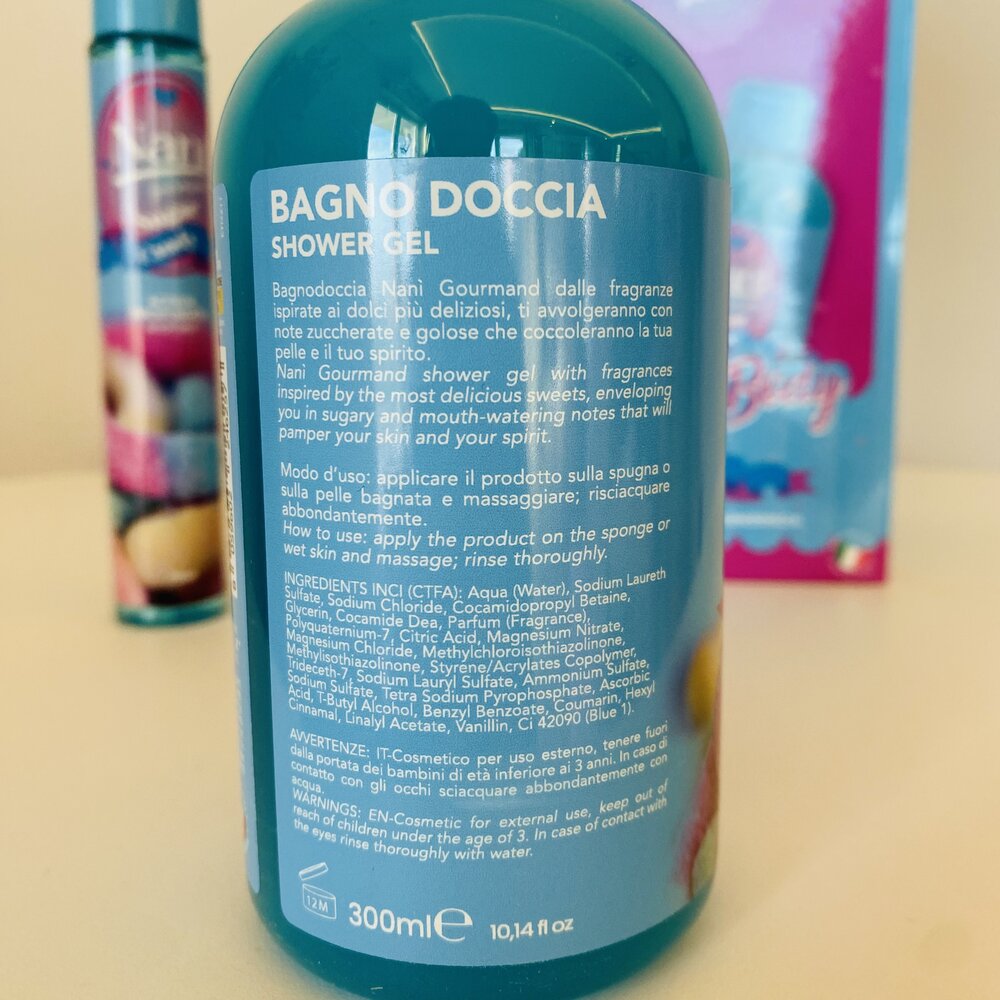 BAGNO DOCCIA
SHOWER GEL
Bagnodoccia Nanì Gourmand dalle fragranze
ispirate ai dolci più deliziosi, ti avvolgeranno con
note zuccherate e golose che coccoleranno la tua
pelle e il tuo spirito.
Nanì Gourmand shower gel with fragrances
inspired by the most delicious sweets, enveloping
you in sugary and mouth-watering notes that will
pamper your skin and your spirit.
Modo d'uso: applicare il prodotto sulla spugna o
sulla pelle bagnata e massaggiare; risciacquare
abbondantemente.
How to use: apply the product on the sponge or
wet skin and massage; rinse thoroughly.
INGREDIENTS INCI (CTFA): Aqua (Water), Sodium Laureth
Sulfate, Sodium Chloride, Cocamidopropyl Betaine,
Glycerin, Cocamide Dea, Parfum (Fragrance),
Polyquaternium-7, Citric Acid, Magnesium Nitrate,
Magnesium Chloride, Methylchloroisothiazolinone,
Methylisothiazolinone, Styrene/Acrylates Copolymer,
Trideceth-7, Sodium Lauryl Sulfate, Ammonium Sulfate,
Sodium Sulfate, Tetra Sodium Pyrophosphate, Ascorbic
Acid, T-Butyl Alcohol, Benzyl Benzoate, Coumarin, Hexyl
Cinnamal, Linalyl Acetate, Vanillin, Ci 42090 (Blue 1).
AVVERTENZE: IT-Cosmetico per uso esterno, tenere fuori
dalla portata dei bambini di età inferiore ai 3 anni. In caso di
contatto con gli occhi sciacquare abbondantemente con
acqua.
WARNINGS: EN-Cosmetic for external use, keep out of
reach of children under the age of 3. In case of contact with
the eyes rinse thoroughly with water.
12M
300ml e 10,14 fl oz
Nanì
Body